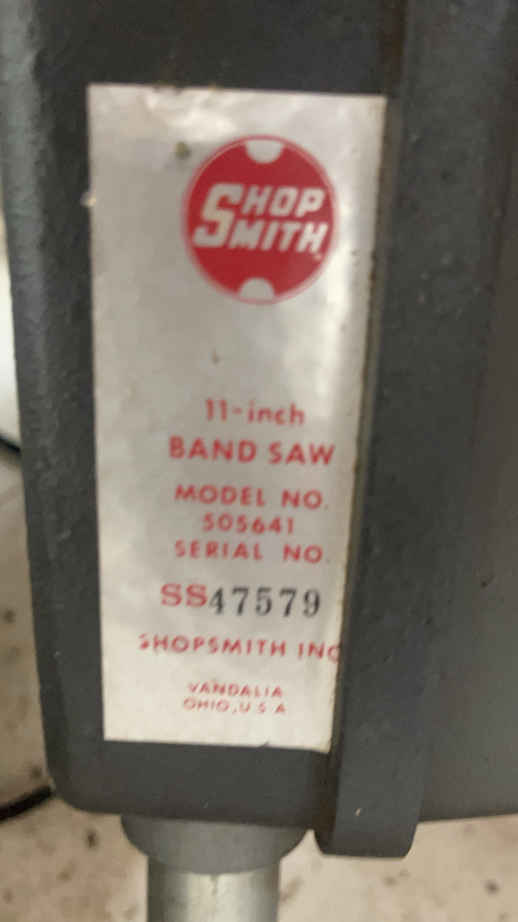 SHOP
SMITH
11-inch
BAND SAW
MODEL NO.
505641
SERIAL NO.
SS47579
SHOPSMITH INC
VANDALIA
OHIO, U.S.A